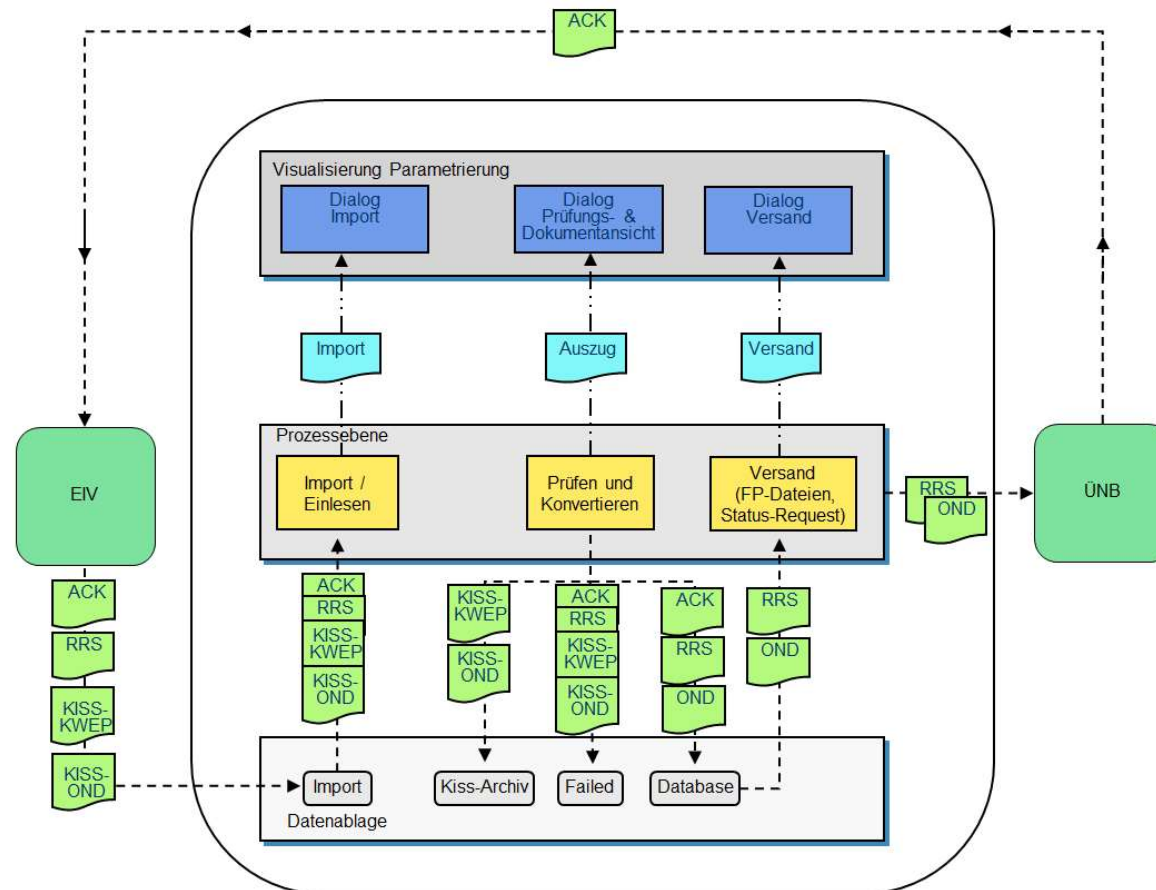 ACK
Visualisierung Parametrierung
Dialog
Import
Dialog
Prüfungs- &
Dokumentansicht
Dialog
Versand
Import
Auszug
Versand
Prozessebene
EIV
Import /
Einlesen
Prüfen und
Konvertieren
Versand
(FP-Dateien,
Status-Request)
RRS
OND
ÜNB
ACK
RRS
KISS-
KWEP
KISS-
OND
ACK
RRS
KISS-
KWEP
KISS-
OND
KISS-
KWEP
KISS-
OND
ACK
RRS
KISS-
KWEP
KISS-
OND
ACK
RRS
OND
RRS
OND
Import
Kiss-Archiv
Failed
Database
Datenablage